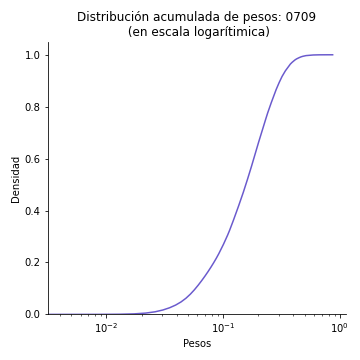 Distribución acumulada de pesos: 0709
(en escala logarítimica)
Densidad
1.0
0.8
0.6
0.4
0.2
0.0
10⁻²
10⁻¹
10⁰
Pesos